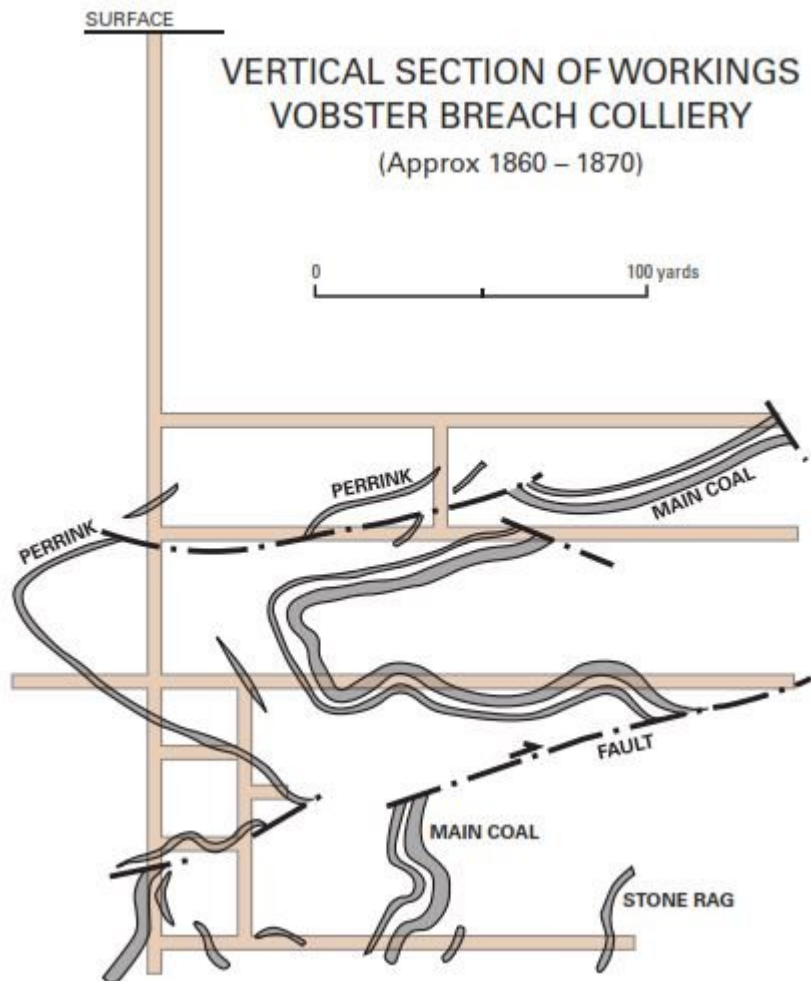 SURFACE
VERTICAL SECTION OF WORKINGS
VOBSTER BREACH COLLIERY
(Approx 1860 – 1870)
0
100 yards
PERRINK
MAIN COAL
PERRINK
FAULT
MAIN COAL
STONE RAG